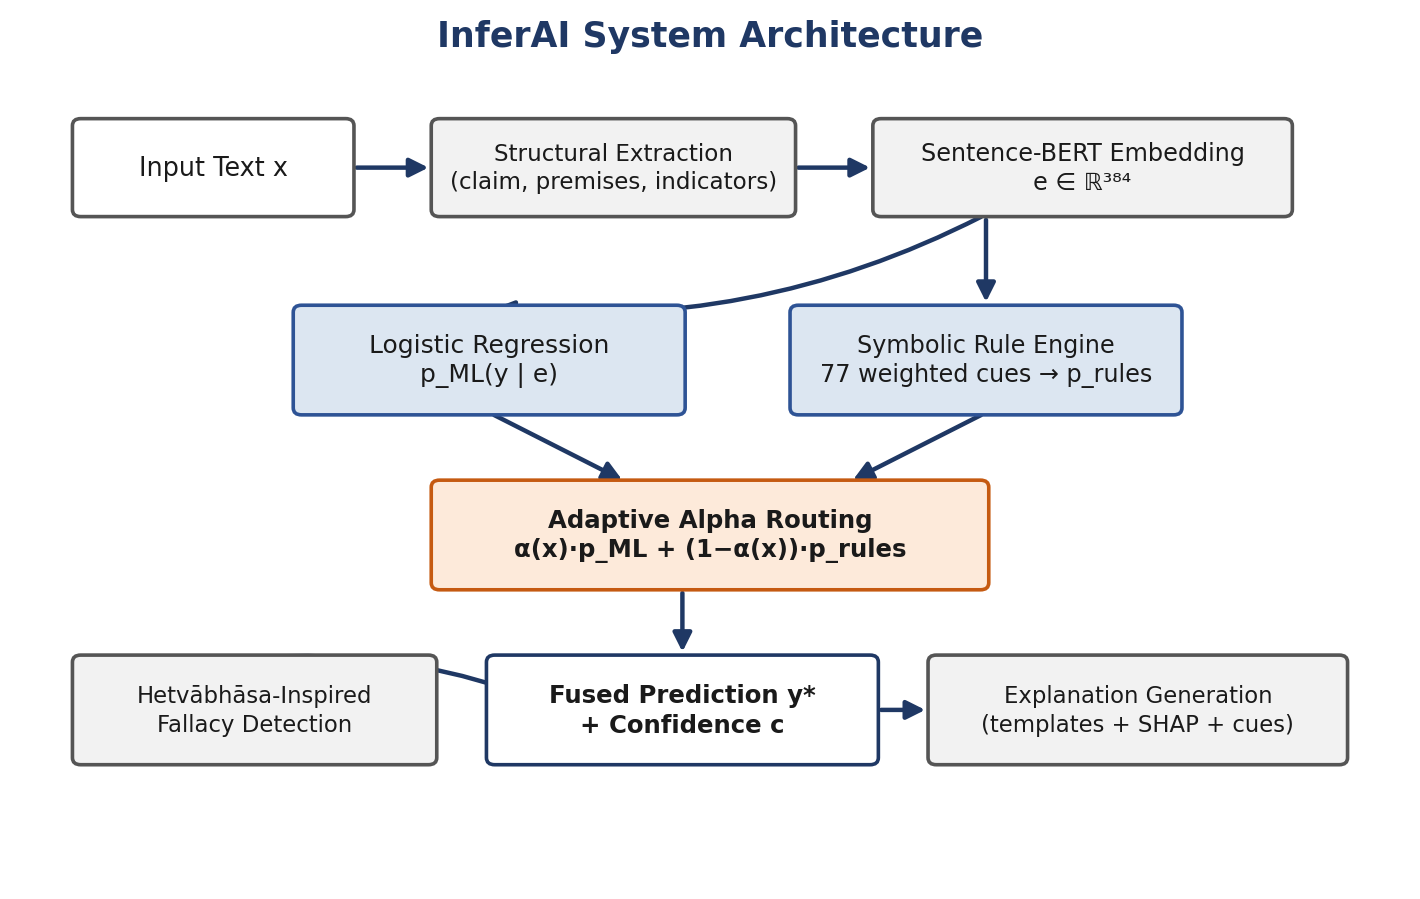 InferAI System Architecture
Input Text x
Structural Extraction
(claim, premises, indicators)
Sentence-BERT Embedding
e ∈ ℝ³⁸⁴
Logistic Regression
p_ML(y | e)
Symbolic Rule Engine
77 weighted cues → p_rules
Adaptive Alpha Routing
α(x)·p_ML + (1−α(x))·p_rules
Hetvābhāsa-Inspired
Fallacy Detection
Fused Prediction y*
+ Confidence c
Explanation Generation
(templates + SHAP + cues)